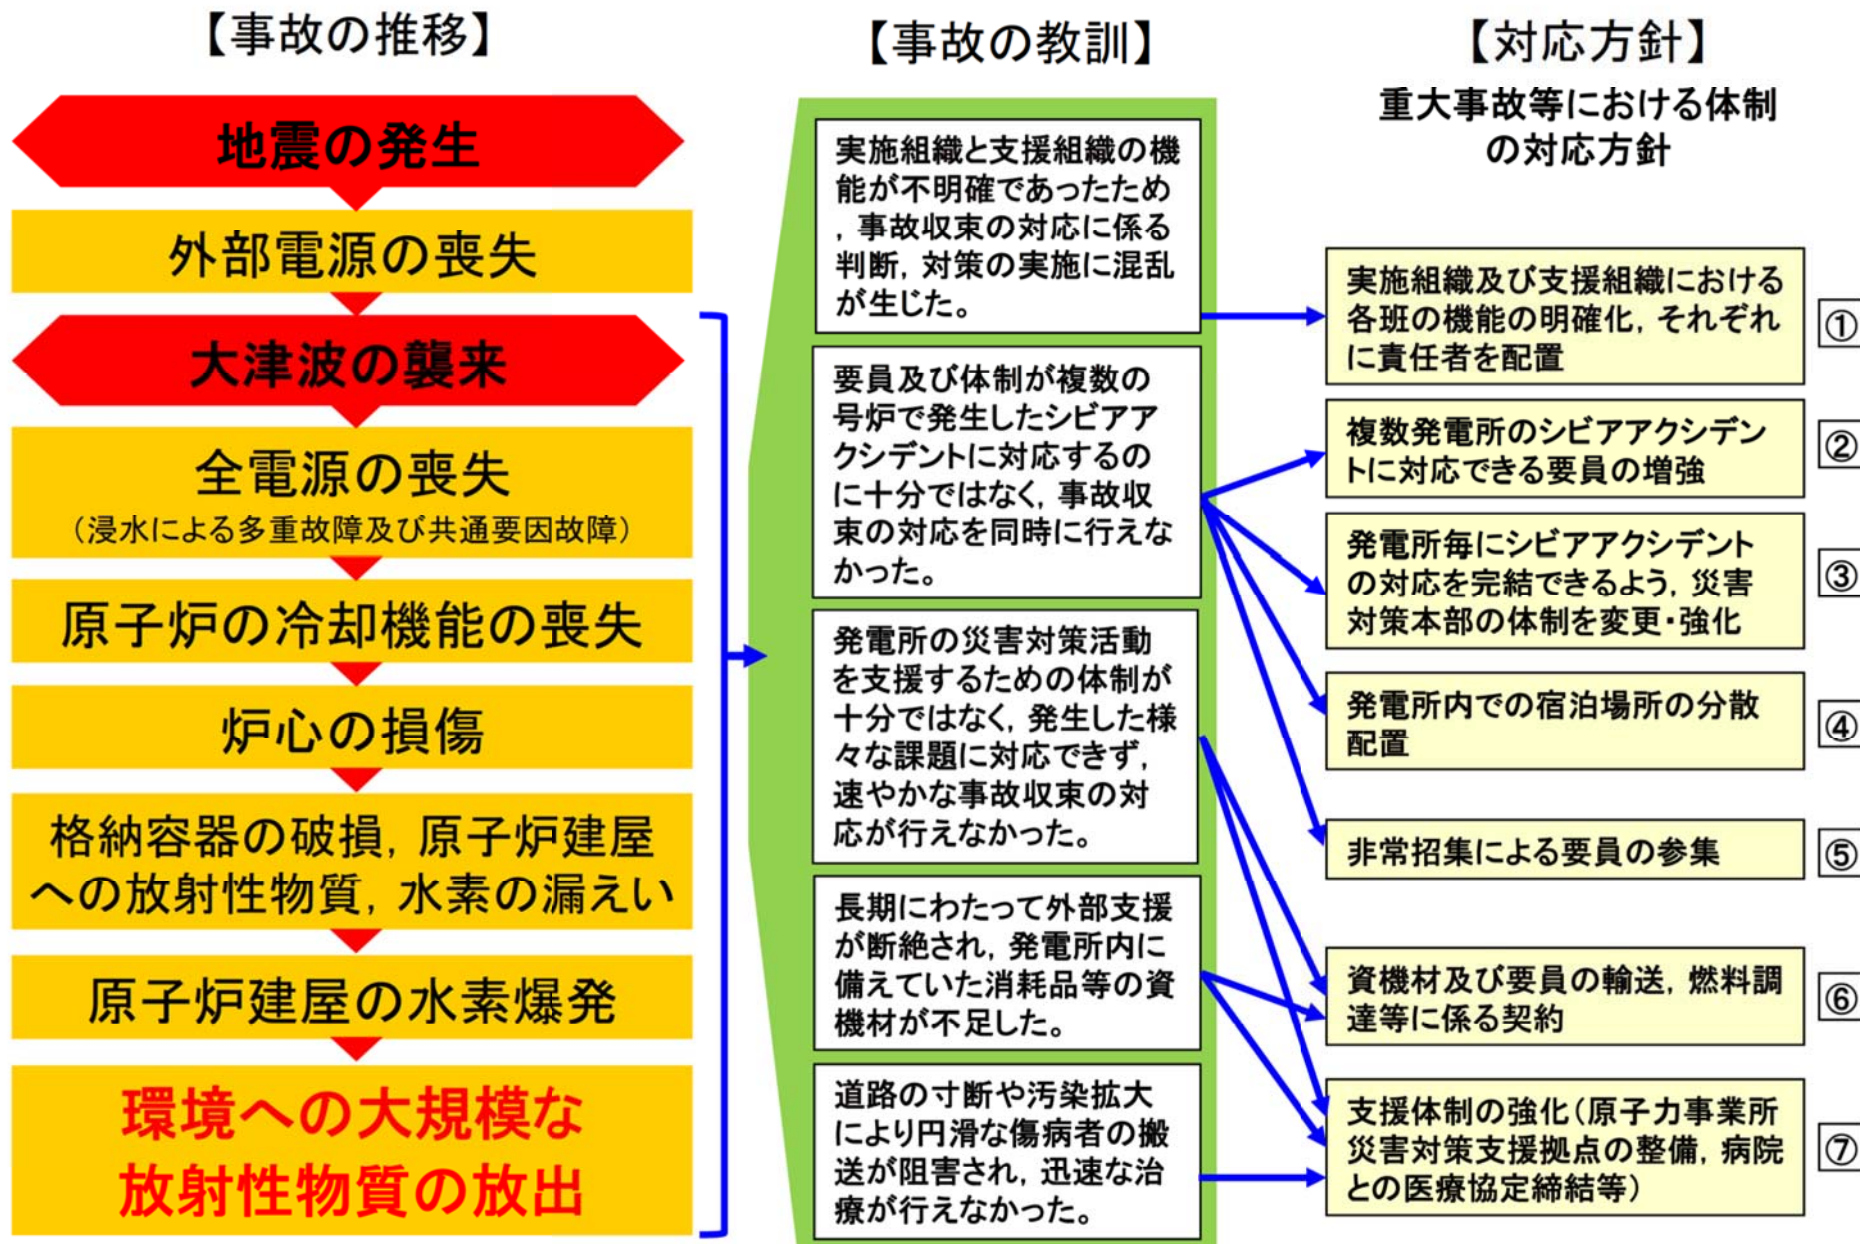 【事故の推移】
地震の発生
外部電源の喪失
大津波の襲来
全電源の喪失
（浸水による多重故障及び共通要因故障）
原子炉の冷却機能の喪失
炉心の損傷
格納容器の破損，原子炉建屋
への放射性物質，水素の漏えい
原子炉建屋の水素爆発
環境への大規模な
放射性物質の放出
【事故の教訓】
実施組織と支援組織の機
能が不明確であったため
，事故収束の対応に係る
判断，対策の実施に混乱
が生じた。
要員及び体制が複数の
号炉で発生したシビアア
クシデントに対応するの
に十分ではなく，事故収
束の対応を同時に行えな
かった。
発電所の災害対策活動
を支援するための体制が
十分ではなく，発生した様
々な課題に対応できず，
速やかな事故収束の対
応が行えなかった。
長期にわたって外部支援
が断絶され，発電所内に
備えていた消耗品等の資
機材が不足した。
道路の寸断や汚染拡大
により円滑な傷病者の搬
送が阻害され，迅速な治
療が行えなかった。
【対応方針】
重大事故等における体制
の対応方針
実施組織及び支援組織における
各班の機能の明確化，それぞれ
に責任者を配置
①
複数発電所のシビアアクシデン
トに対応できる要員の増強
②
発電所毎にシビアアクシデント
の対応を完結できるよう，災害
対策本部の体制を変更・強化
③
発電所内での宿泊場所の分散
配置
④
非常招集による要員の参集
⑤
資機材及び要員の輸送，燃料調
達等に係る契約
⑥
支援体制の強化（原子力事業所
災害対策支援拠点の整備，病院
との医療協定締結等）
⑦